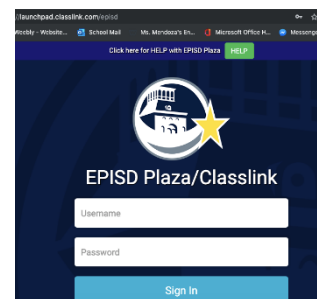 //launchpad.classlink.com/episd
Weebly - Website... School Mail Ms. Mendoza's En... Microsoft Office H... Messenge
Click here for HELP with EPISD Plaza HELP
EPISD Plaza/Classlink
Username
Password
Sign In